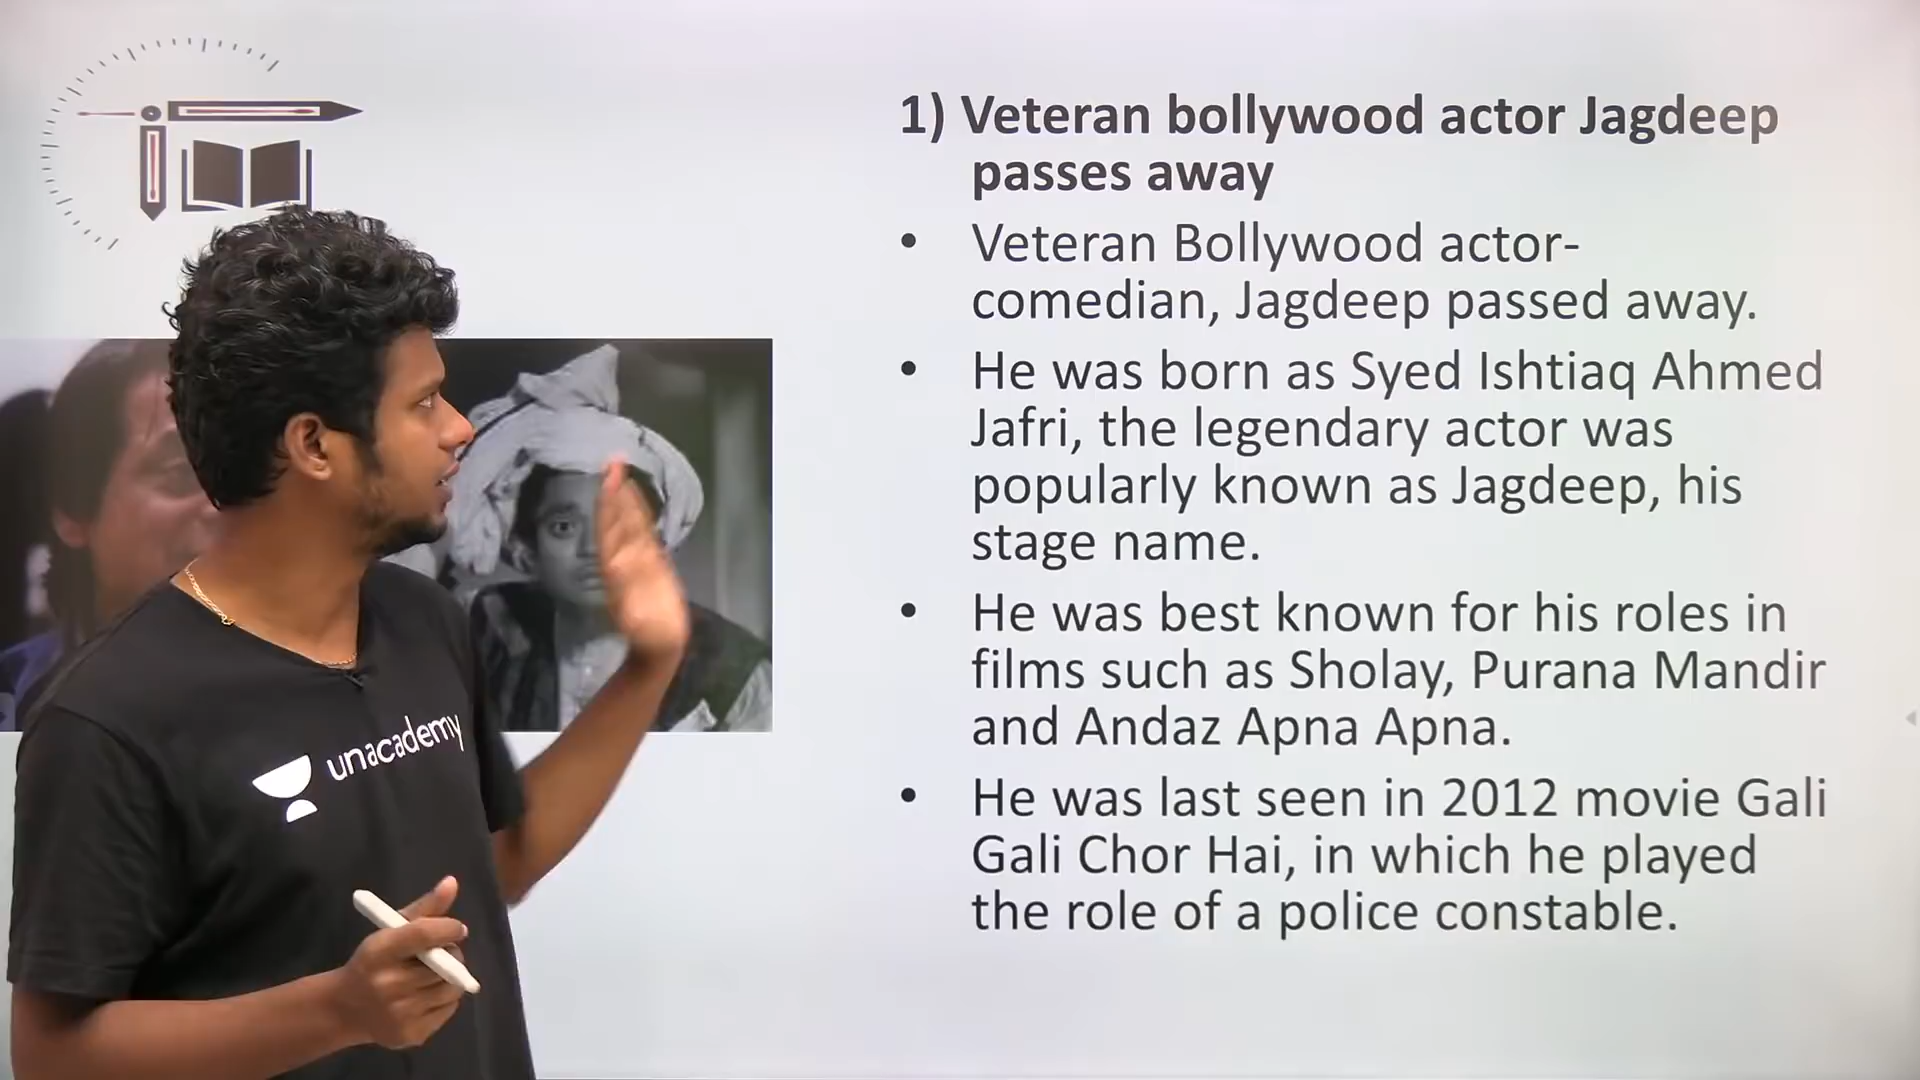 1) Veteran bollywood actor Jagdeep
passes away
• Veteran Bollywood actor-
comedian, Jagdeep passed away.
• He was born as Syed Ishtiaq Ahmed
Jafri, the legendary actor was
popularly known as Jagdeep, his
stage name.
• He was best known for his roles in
films such as Sholay, Purana Mandir
and Andaz Apna Apna.
• He was last seen in 2012 movie Gali
Gali Chor Hai, in which he played
the role of a police constable.
unacademy